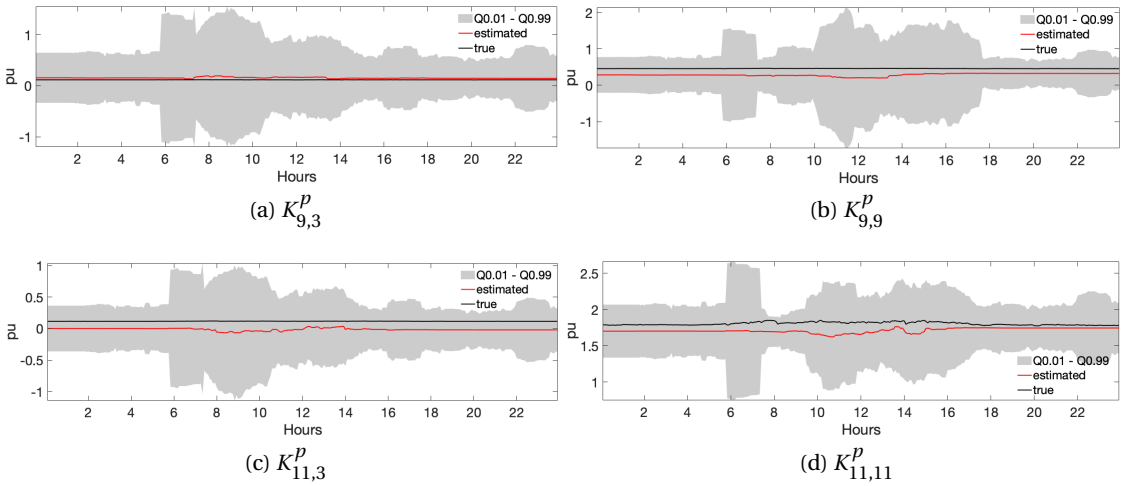 Q0.01 - Q0.99
estimated
true
pu
1
0
-1
2 4 6 8 10 12 14 16 18 20 22
Hours
(a) K^p_{9,3}
Q0.01 - Q0.99
estimated
true
pu
2
1
0
-1
2 4 6 8 10 12 14 16 18 20 22
Hours
(b) K^p_{9,9}
Q0.01 - Q0.99
estimated
true
pu
1
0.5
0
-0.5
-1
2 4 6 8 10 12 14 16 18 20 22
Hours
(c) K^p_{11,3}
pu
2.5
2
1.5
1
Q0.01 - Q0.99
estimated
true
2 4 6 8 10 12 14 16 18 20 22
Hours
(d) K^p_{11,11}